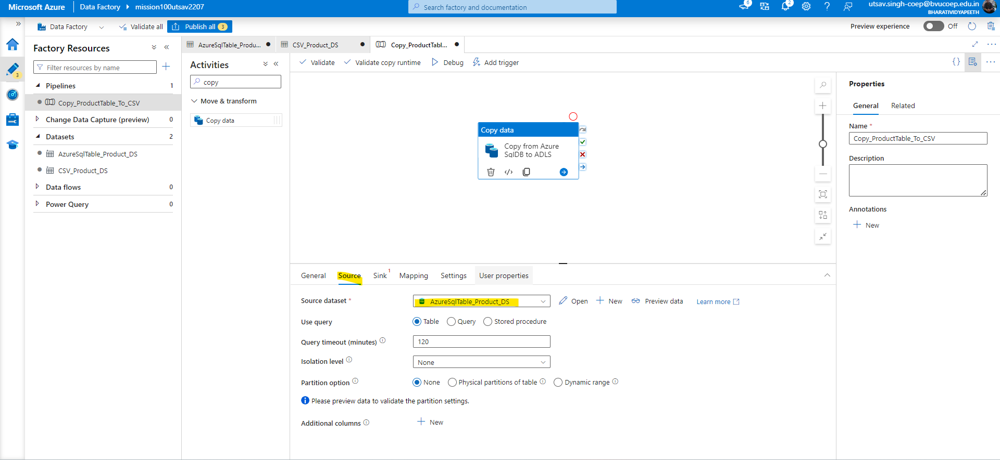 Microsoft Azure
Data Factory
mission100utsav2207
Search factory and documentation
6
2
utsav.singh-coep@bvucoep.edu.in
BHARATIVIDYAPEETH
Data Factory
Validate all
Publish all 3
Preview experience
Off
3
Factory Resources
Filter resources by name
Pipelines 1
Copy_ProductTable_To_CSV
Change Data Capture (preview) 0
Datasets 2
AzureSqlTable_Product_DS
CSV_Product_DS
Data flows 0
Power Query 0
AzureSqlTable_Produ...
CSV_Product_DS
Copy_ProductTabl...
Activities
copy
Move & transform
Copy data
Validate
Validate copy runtime
Debug
Add trigger
{}
Copy data
Copy from Azure
SqlDB to ADLS
</>
General
Source
Sink 1
Mapping
Settings
User properties
Source dataset *
AzureSqlTable_Product_DS
Open
New
Preview data
Learn more
Use query
Table
Query
Stored procedure
Query timeout (minutes)
120
Isolation level
None
Partition option
None
Physical partitions of table
Dynamic range
Please preview data to validate the partition settings.
Additional columns
New
Properties
General
Related
Name *
Copy_ProductTable_To_CSV
Description
Annotations
New